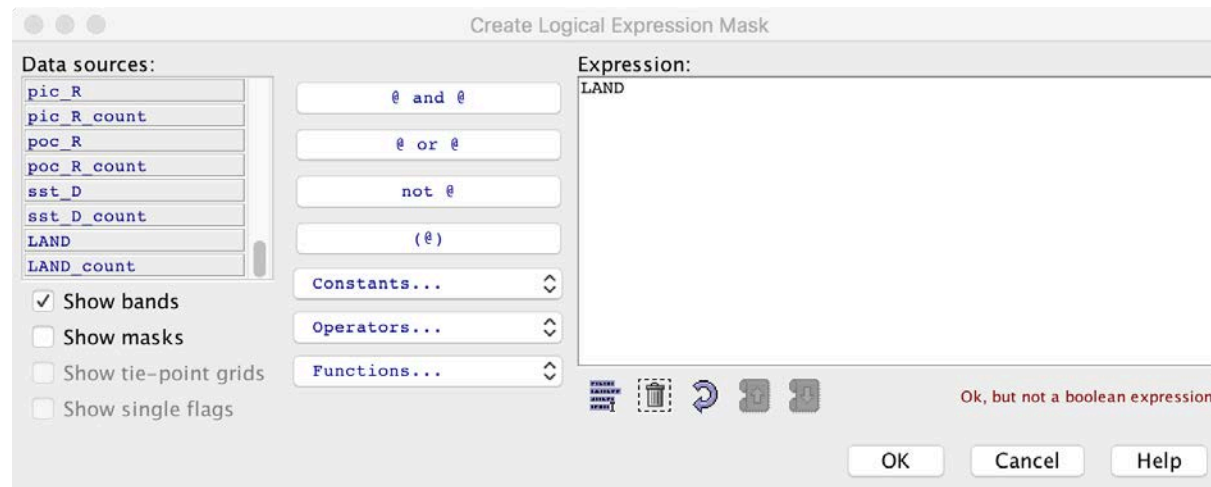 Create Logical Expression Mask
Data sources:
pic_R
pic_R_count
poc_R
poc_R_count
sst_D
sst_D_count
LAND
LAND_count
Show bands
Show masks
Show tie-point grids
Show single flags
@ and @
@ or @
not @
(@)
Constants...
Operators...
Functions...
Expression:
LAND
Ok, but not a boolean expression
OK
Cancel
Help